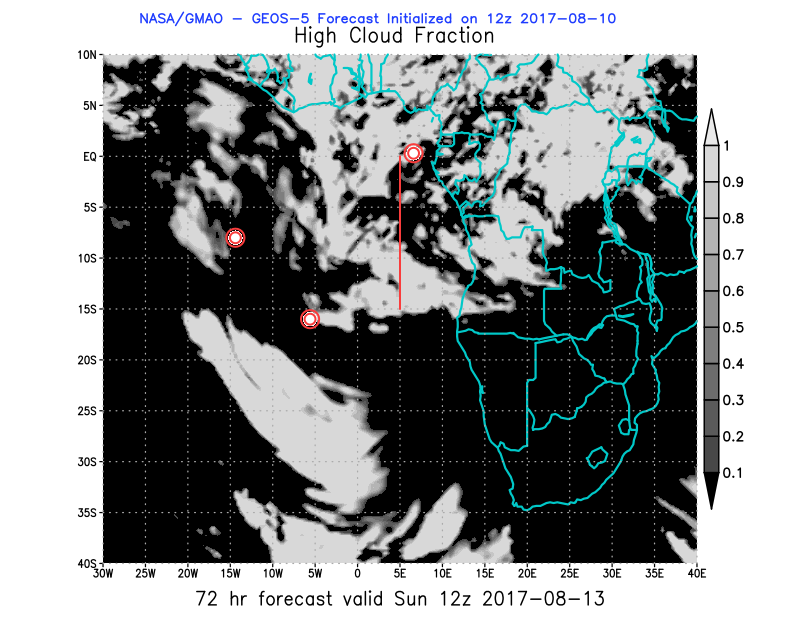 NASA/GMAO – GEOS-5 Forecast Initialized on 12z 2017-08-10
High Cloud Fraction
10N
5N
EQ
5S
10S
15S
20S
25S
30S
35S
40S
30W 25W 20W 15W 10W 5W 0 5E 10E 15E 20E 25E 30E 35E 40E
1
0.9
0.8
0.7
0.6
0.5
0.4
0.3
0.2
0.1
72 hr forecast valid Sun 12z 2017-08-13